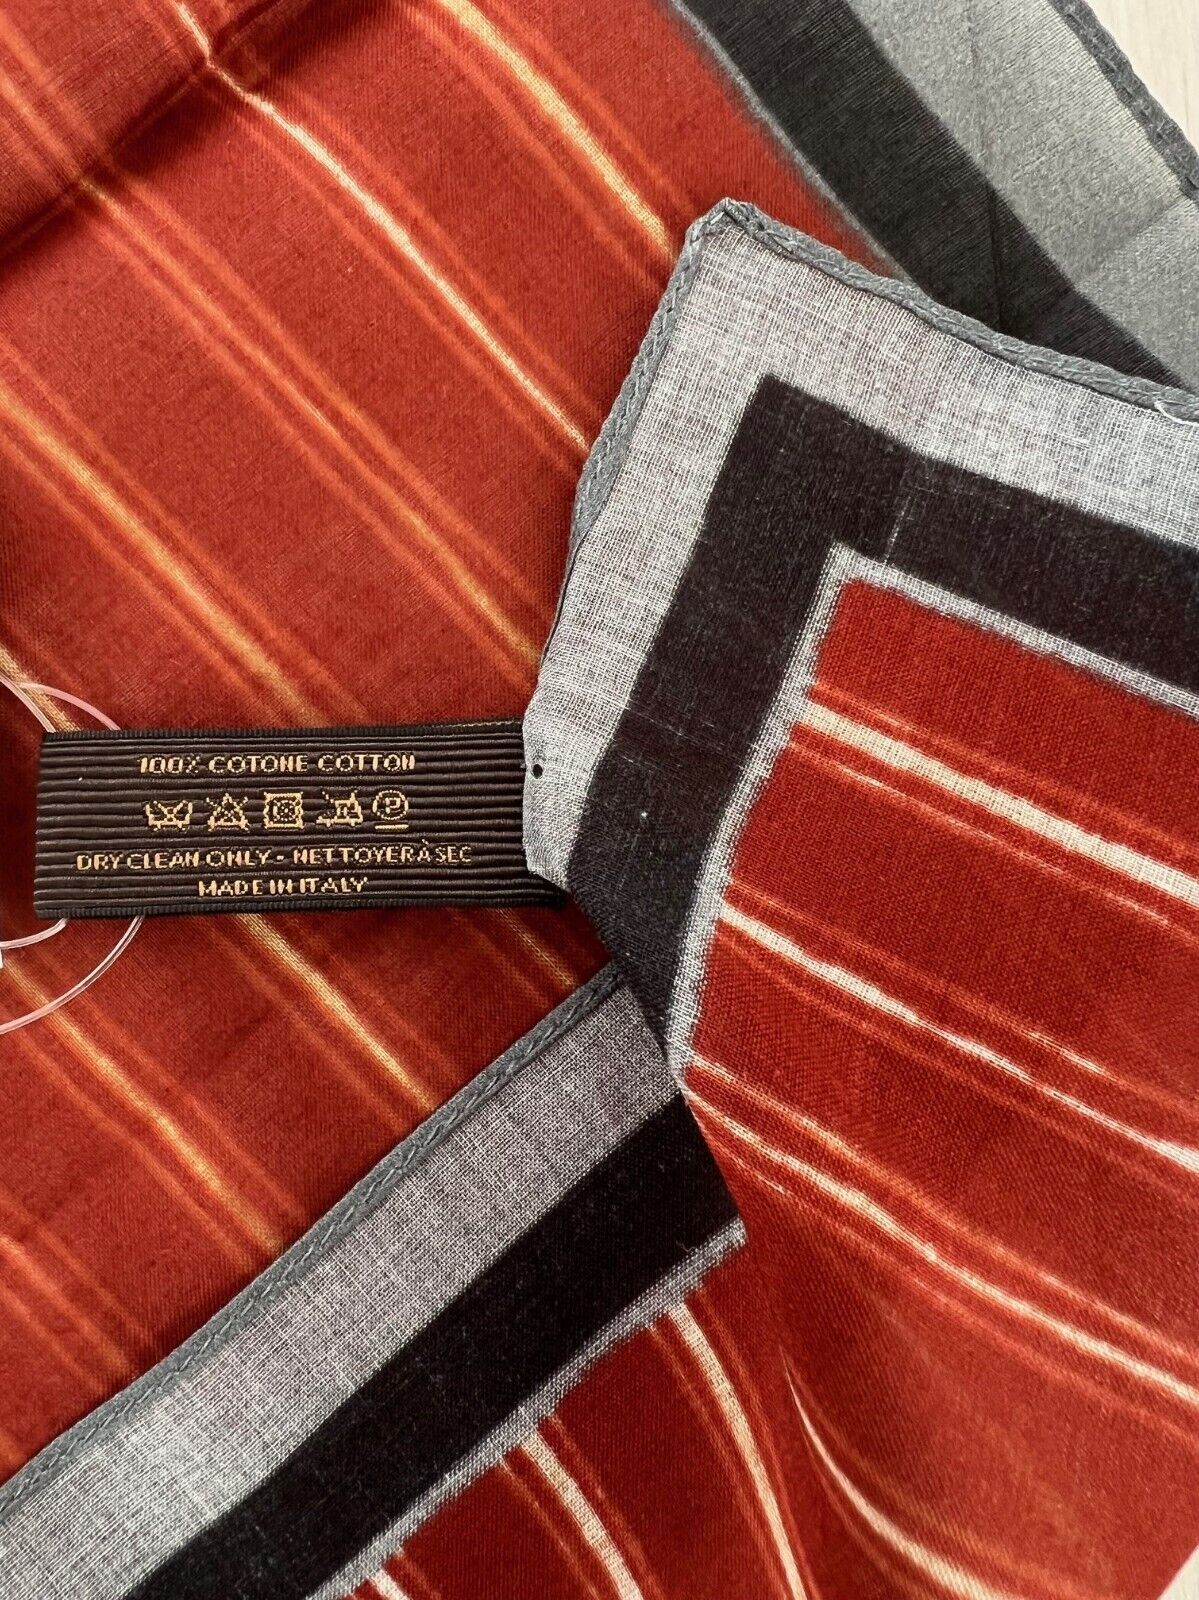 100% COTONE COTTON
P
DRY CLEAN ONLY - NETTOYER À SEC
MADE IN ITALY